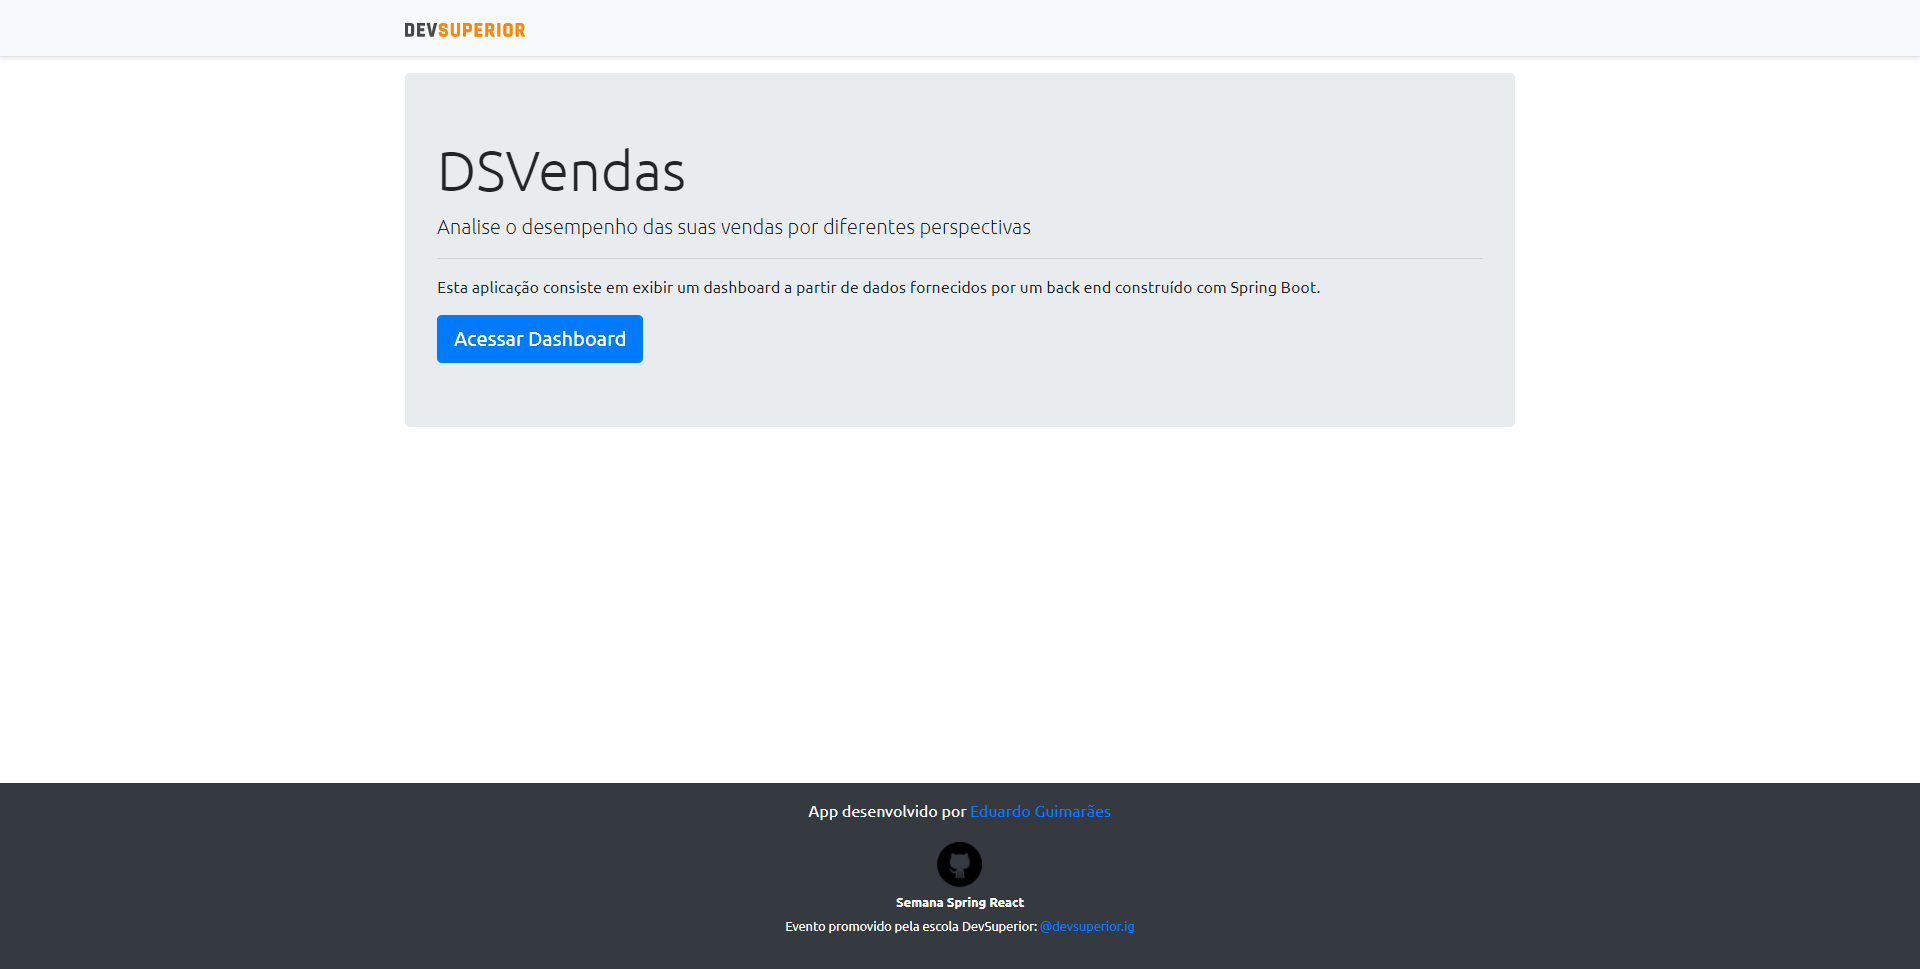 DEVSUPERIOR
DSVendas
Analise o desempenho das suas vendas por diferentes perspectivas
Esta aplicação consiste em exibir um dashboard a partir de dados fornecidos por um back end construído com Spring Boot.
Acessar Dashboard
App desenvolvido por Eduardo Guimarães
Semana Spring React
Evento promovido pela escola DevSuperior: @devsuperior.ig